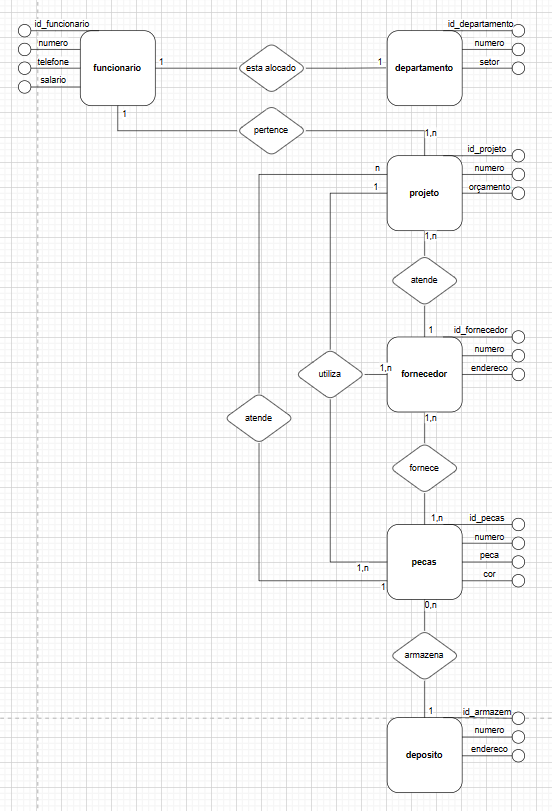 id_funcionario
numero
telefone
salario
funcionario
1
esta alocado
1
departamento
id_departamento
numero
setor
1
pertence
1,n
id_projeto
numero
orçamento
n
1
projeto
1,n
atende
1
id_fornecedor
numero
endereco
utiliza
1,n
fornecedor
1,n
atende
fornece
1,n
id_pecas
numero
peca
cor
pecas
1,n
1
0,n
armazena
1
id_armazem
numero
endereco
deposito